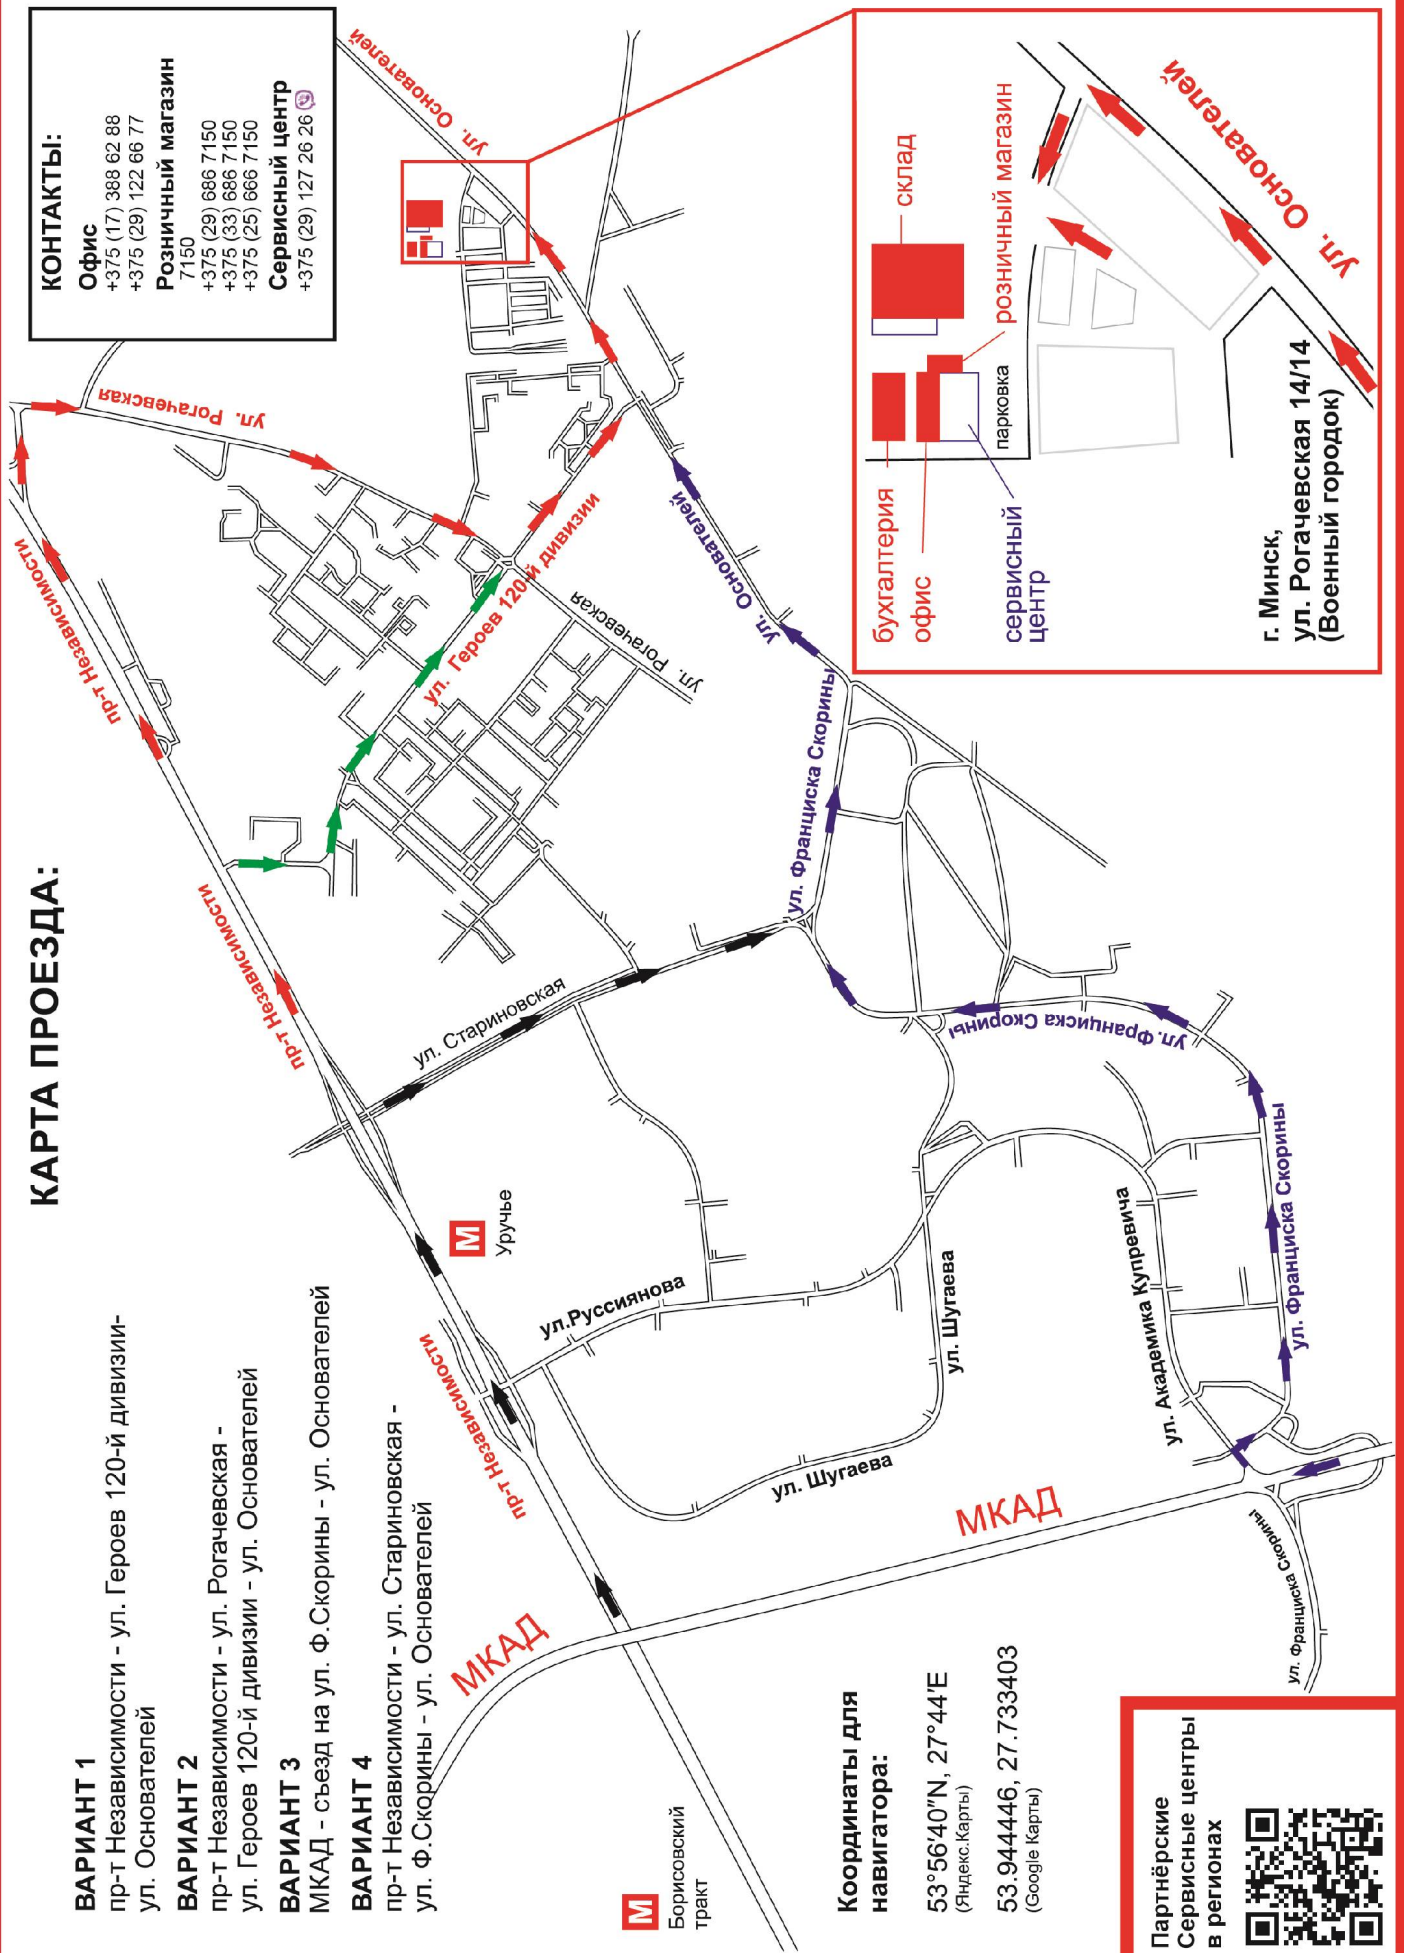 КАРТА ПРОЕЗДА:
ВАРИАНТ 1
пр-т Независимости - ул. Героев 120-й дивизии-
ул. Основателей
ВАРИАНТ 2
пр-т Независимости - ул. Рогачевская -
ул. Героев 120-й дивизии - ул. Основателей
ВАРИАНТ 3
МКАД - съезд на ул. Ф.Скорины - ул. Основателей
ВАРИАНТ 4
пр-т Независимости - ул. Стариновская -
ул. Ф.Скорины - ул. Основателей
КОНТАКТЫ:
Офис
+375 (17) 388 62 88
+375 (29) 122 66 77
Розничный магазин
7150
+375 (29) 686 7150
+375 (33) 686 7150
+375 (25) 666 7150
Сервисный центр
+375 (29) 127 26 26
пр-т Независимости
пр-т Независимости
пр-т Независимости
ул. Рогачевская
ул. Основателей
ул. Героев 120-й дивизии
ул. Рогачевская
ул. Стариновская
М
Уручье
ул.Руссиянова
ул. Основателей
ул. Франциска Скорины
ул. Франциска Скорины
ул. Франциска Скорины
ул. Франциска Скорины
ул. Шугаева
ул. Шугаева
ул. Академика Купревича
МКАД
МКАД
М
Борисовский
тракт
Координаты для
навигатора:
53°56'40"N, 27°44'E
(Яндекс.Карты)
53.944446, 27.733403
(Google Карты)
Партнёрские
Сервисные центры
в регионах
бухгалтерия
офис
склад
розничный магазин
парковка
сервисный
центр
ул. Основателей
г. Минск,
ул. Рогачевская 14/14
(Военный городок)